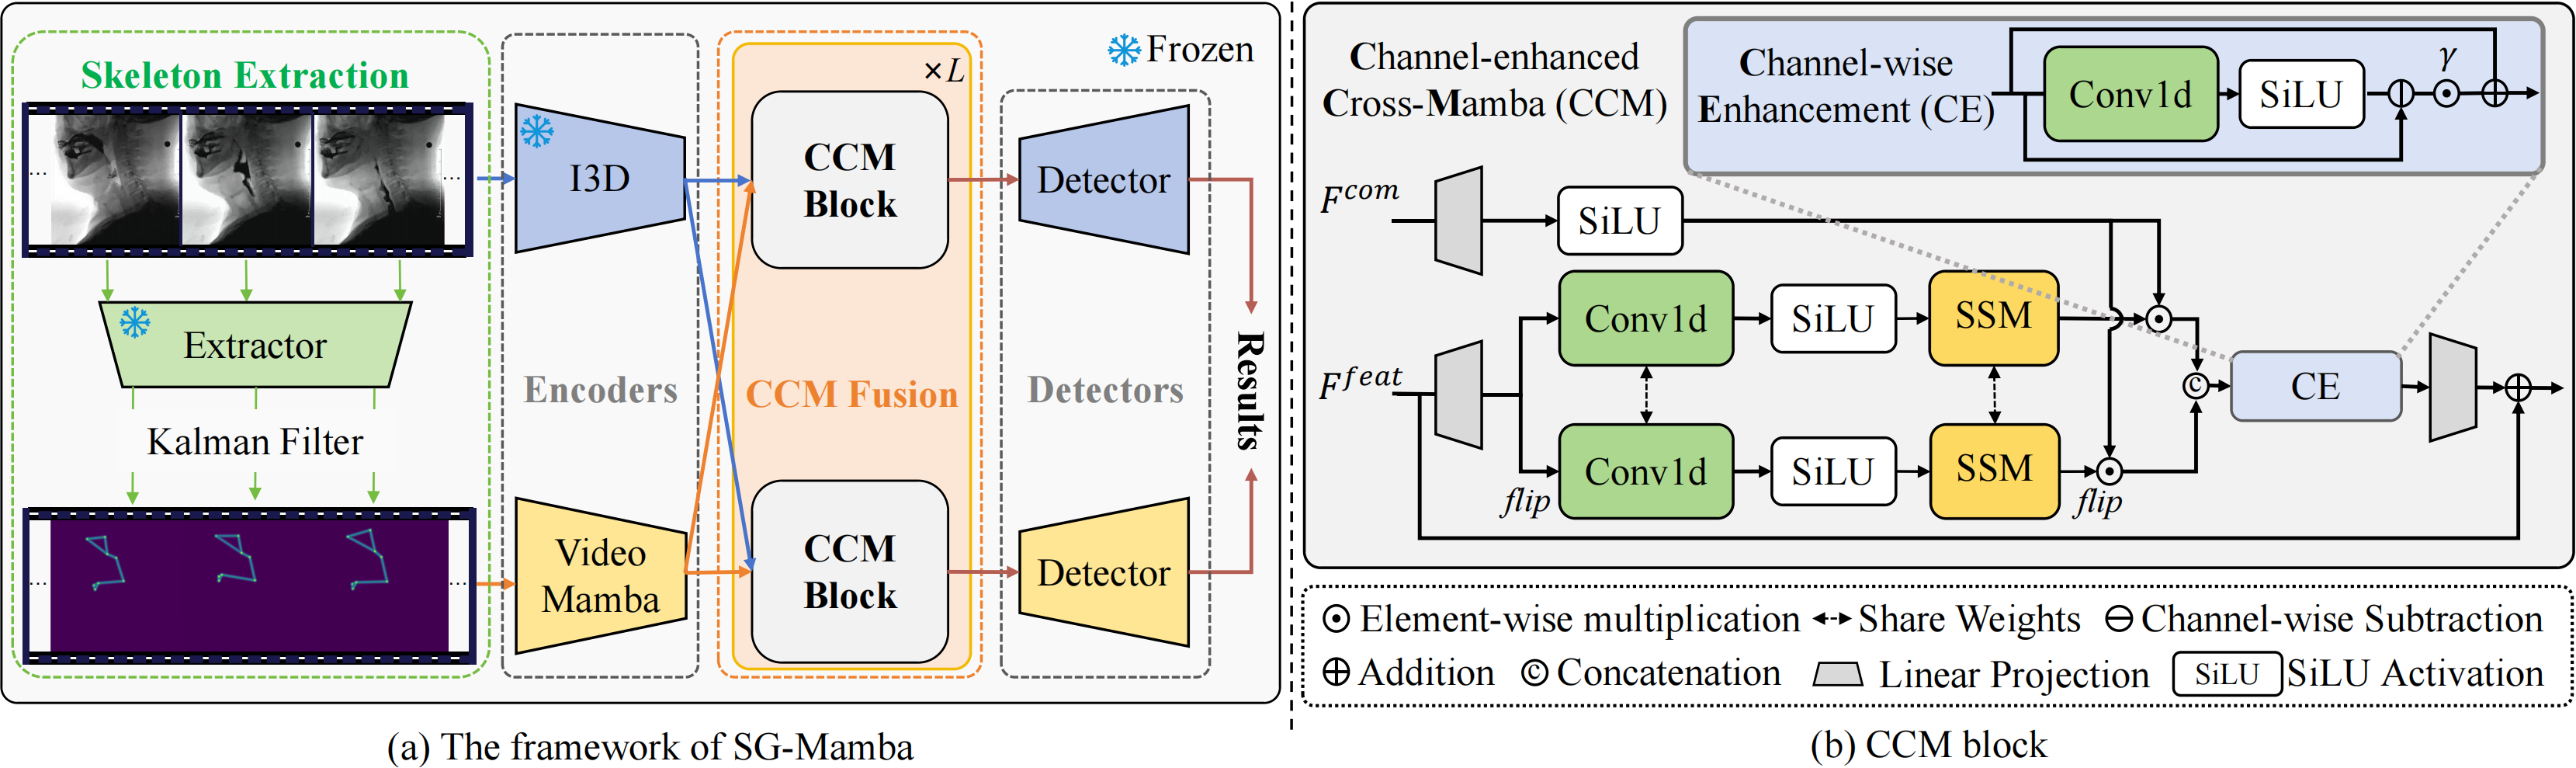 Skeleton Extraction
...
...
Extractor
Kalman Filter
...
...
I3D
Encoders
Video
Mamba
×L
CCM
Block
CCM Fusion
CCM
Block
Frozen
Detector
Detectors
Detector
Results
(a) The framework of SG-Mamba
Channel-enhanced
Cross-Mamba (CCM)
Channel-wise
Enhancement (CE)
Conv1d
SiLU
γ
F^com
SiLU
F^feat
Conv1d
SiLU
SSM
flip
Conv1d
SiLU
SSM
flip
c
CE
Element-wise multiplication
Share Weights
Channel-wise Subtraction
Addition
c
Concatenation
Linear Projection
SiLU
SiLU Activation
(b) CCM block